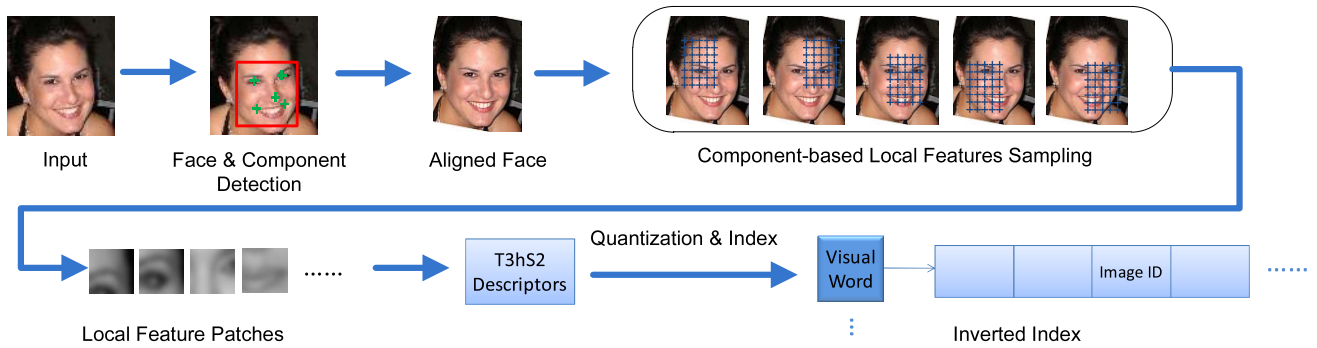 Input
Face & Component
Detection
Aligned Face
Component-based Local Features Sampling
......
Local Feature Patches
T3hS2
Descriptors
Quantization & Index
Visual
Word
Image ID
......
Inverted Index